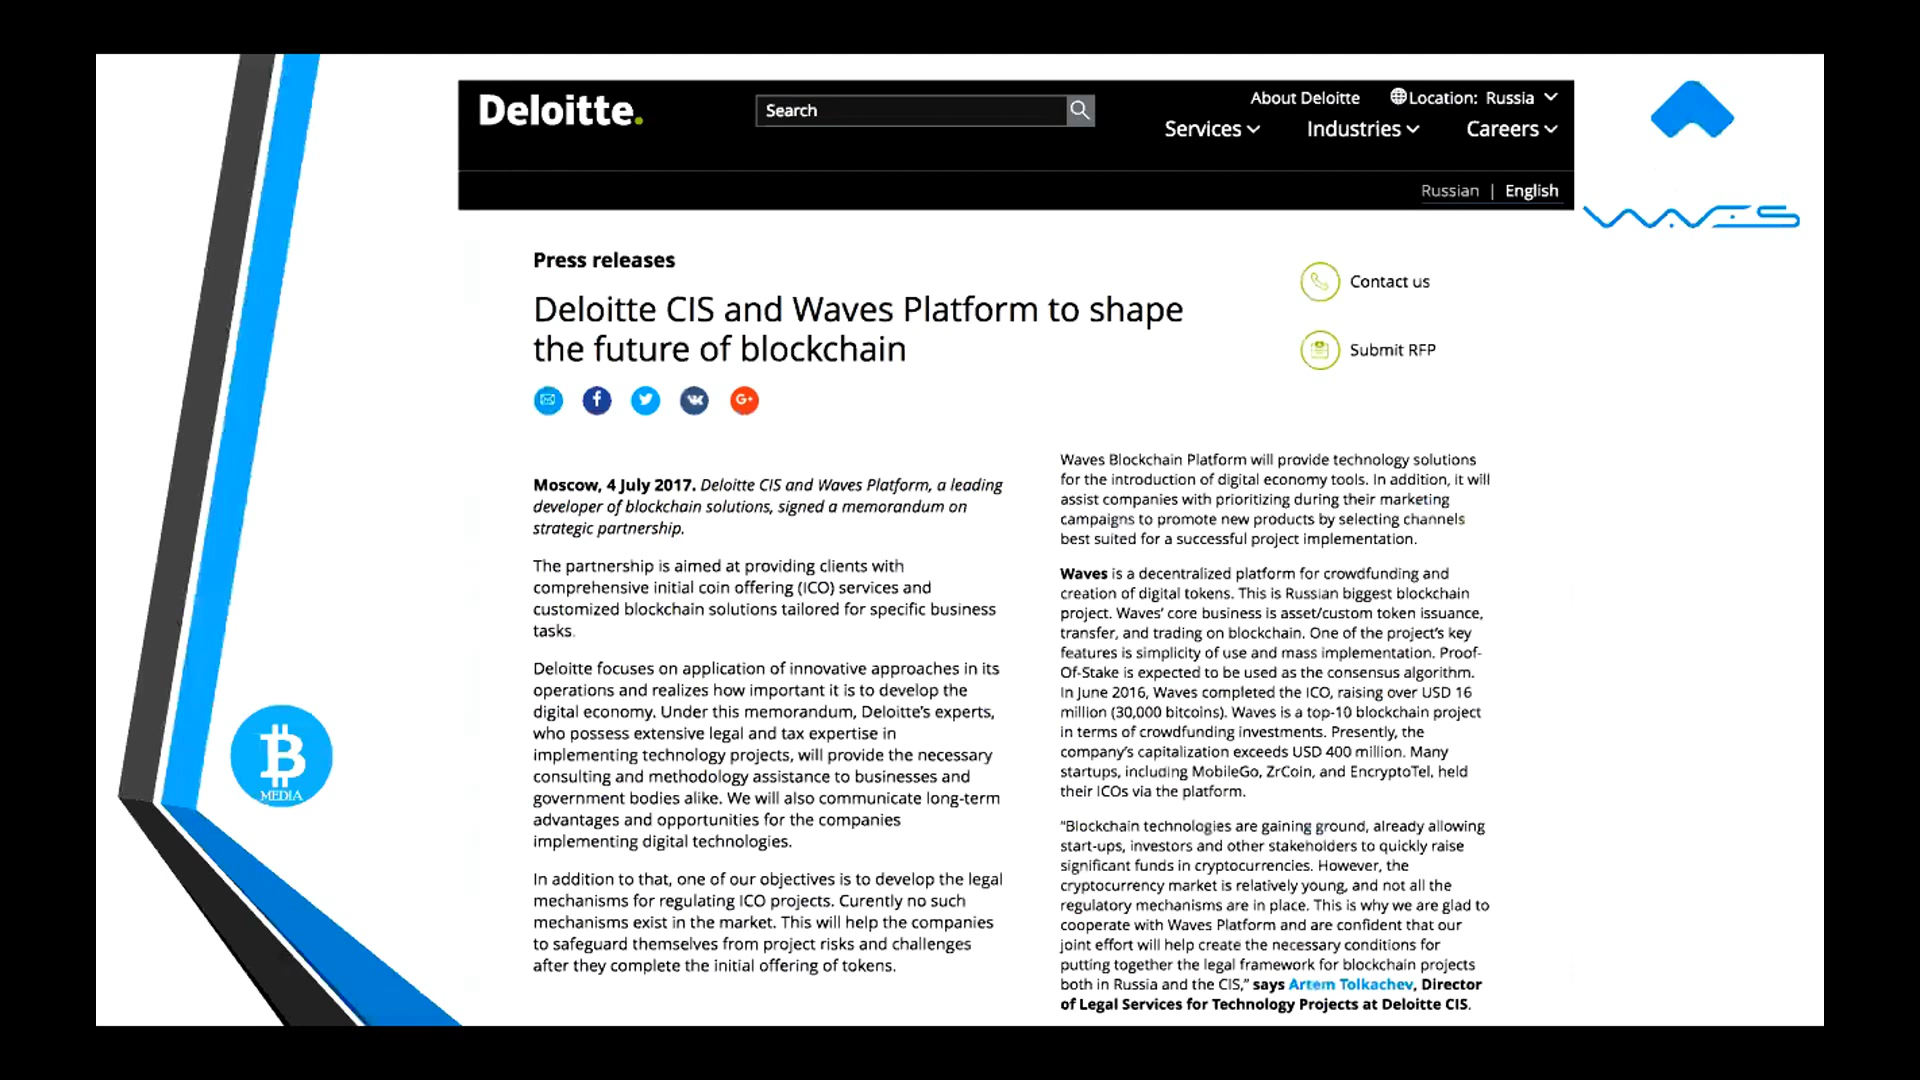 Deloitte.
Search
About Deloitte
Location: Russia
Services
Industries
Careers
Russian | English
WAVES
Press releases
Deloitte CIS and Waves Platform to shape
the future of blockchain
Contact us
Submit RFP
G+
Moscow, 4 July 2017. Deloitte CIS and Waves Platform, a leading
developer of blockchain solutions, signed a memorandum on
strategic partnership.
The partnership is aimed at providing clients with
comprehensive initial coin offering (ICO) services and
customized blockchain solutions tailored for specific business
tasks.
Deloitte focuses on application of innovative approaches in its
operations and realizes how important it is to develop the
digital economy. Under this memorandum, Deloitte's experts,
who possess extensive legal and tax expertise in
implementing technology projects, will provide the necessary
consulting and methodology assistance to businesses and
government bodies alike. We will also communicate long-term
advantages and opportunities for the companies
implementing digital technologies.
In addition to that, one of our objectives is to develop the legal
mechanisms for regulating ICO projects. Curently no such
mechanisms exist in the market. This will help the companies
to safeguard themselves from project risks and challenges
after they complete the initial offering of tokens.
Waves Blockchain Platform will provide technology solutions
for the introduction of digital economy tools. In addition, it will
assist companies with prioritizing during their marketing
campaigns to promote new products by selecting channels
best suited for a successful project implementation.
Waves is a decentralized platform for crowdfunding and
creation of digital tokens. This is Russian biggest blockchain
project. Waves' core business is asset/custom token issuance,
transfer, and trading on blockchain. One of the project's key
features is simplicity of use and mass implementation. Proof-
Of-Stake is expected to be used as the consensus algorithm.
In June 2016, Waves completed the ICO, raising over USD 16
million (30,000 bitcoins). Waves is a top-10 blockchain project
in terms of crowdfunding investments. Presently, the
company's capitalization exceeds USD 400 million. Many
startups, including MobileGo, ZrCoin, and EncryptoTel, held
their ICOs via the platform.
"Blockchain technologies are gaining ground, already allowing
start-ups, investors and other stakeholders to quickly raise
significant funds in cryptocurrencies. However, the
cryptocurrency market is relatively young, and not all the
regulatory mechanisms are in place. This is why we are glad to
cooperate with Waves Platform and are confident that our
joint effort will help create the necessary conditions for
putting together the legal framework for blockchain projects
both in Russia and the CIS," says Artem Tolkachev, Director
of Legal Services for Technology Projects at Deloitte CIS.
MEDIA